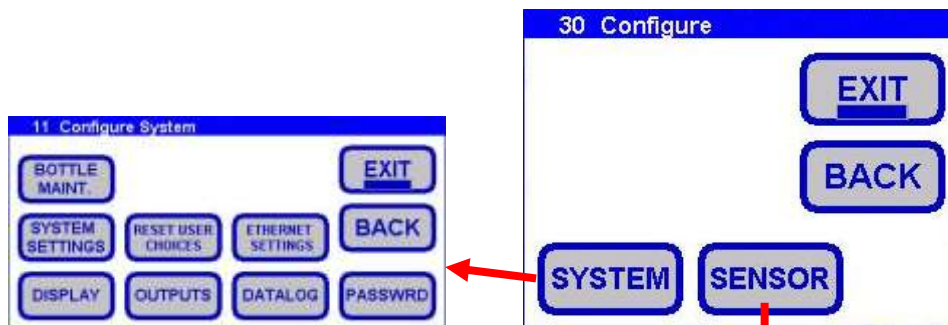 30 Configure
EXIT
BACK
SYSTEM SENSOR
11 Configure System
BOTTLE
MAINT.
EXIT
SYSTEM
SETTINGS
RESET USER
CHOICES
ETHERNET
SETTINGS
BACK
DISPLAY OUTPUTS DATALOG PASSWRD